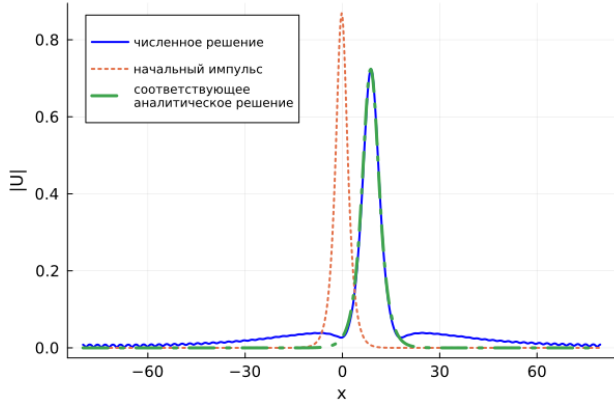 0.8
0.6
0.4
0.2
0.0
|U|
численное решение
начальный импульс
соответствующее
аналитическое решение
−60
−30
0
30
60
x